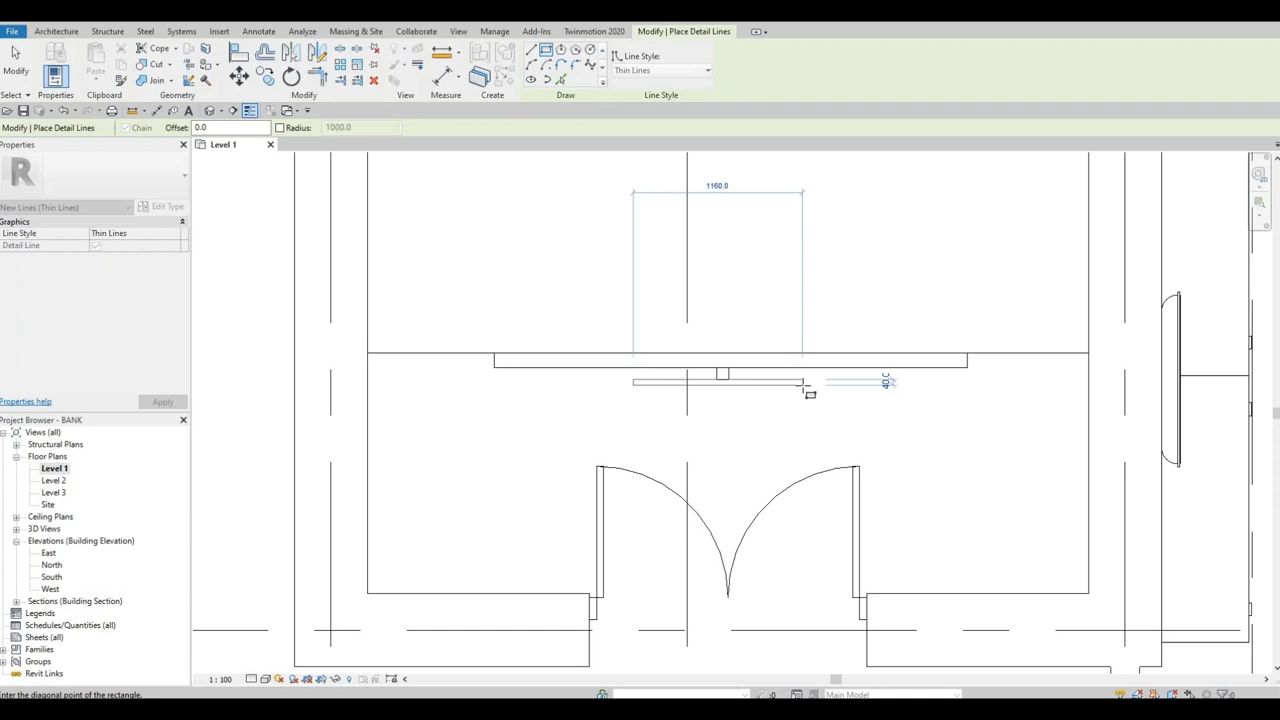 File Architecture Structure Steel Systems Insert Annotate Analyze Massing & Site Collaborate View Manage Add-Ins Twinmotion 2020 Modify | Place Detail Lines
Cope
Line Style:
Cut
Thin Lines
Modify Paste Join
Select Properties Clipboard Geometry Modify View Measure Create Draw Line Style
Modify | Place Detail Lines Chain Offset: 0.0 Radius: 1000.0
Properties Level 1
R
New Lines (Thin Lines) Edit Type
Graphics
Line Style Thin Lines
Detail Line
1160.0
40.0
Properties help Apply
Project Browser - BANK
Views (all)
Structural Plans
Floor Plans
Level 1
Level 2
Level 3
Site
Ceiling Plans
3D Views
Elevations (Building Elevation)
East
North
South
West
Sections (Building Section)
Legends
Schedules/Quantities (all)
Sheets (all)
Families
Groups
Revit Links
1 : 100
Enter the diagonal point of the rectangle. :0 Main Model :0